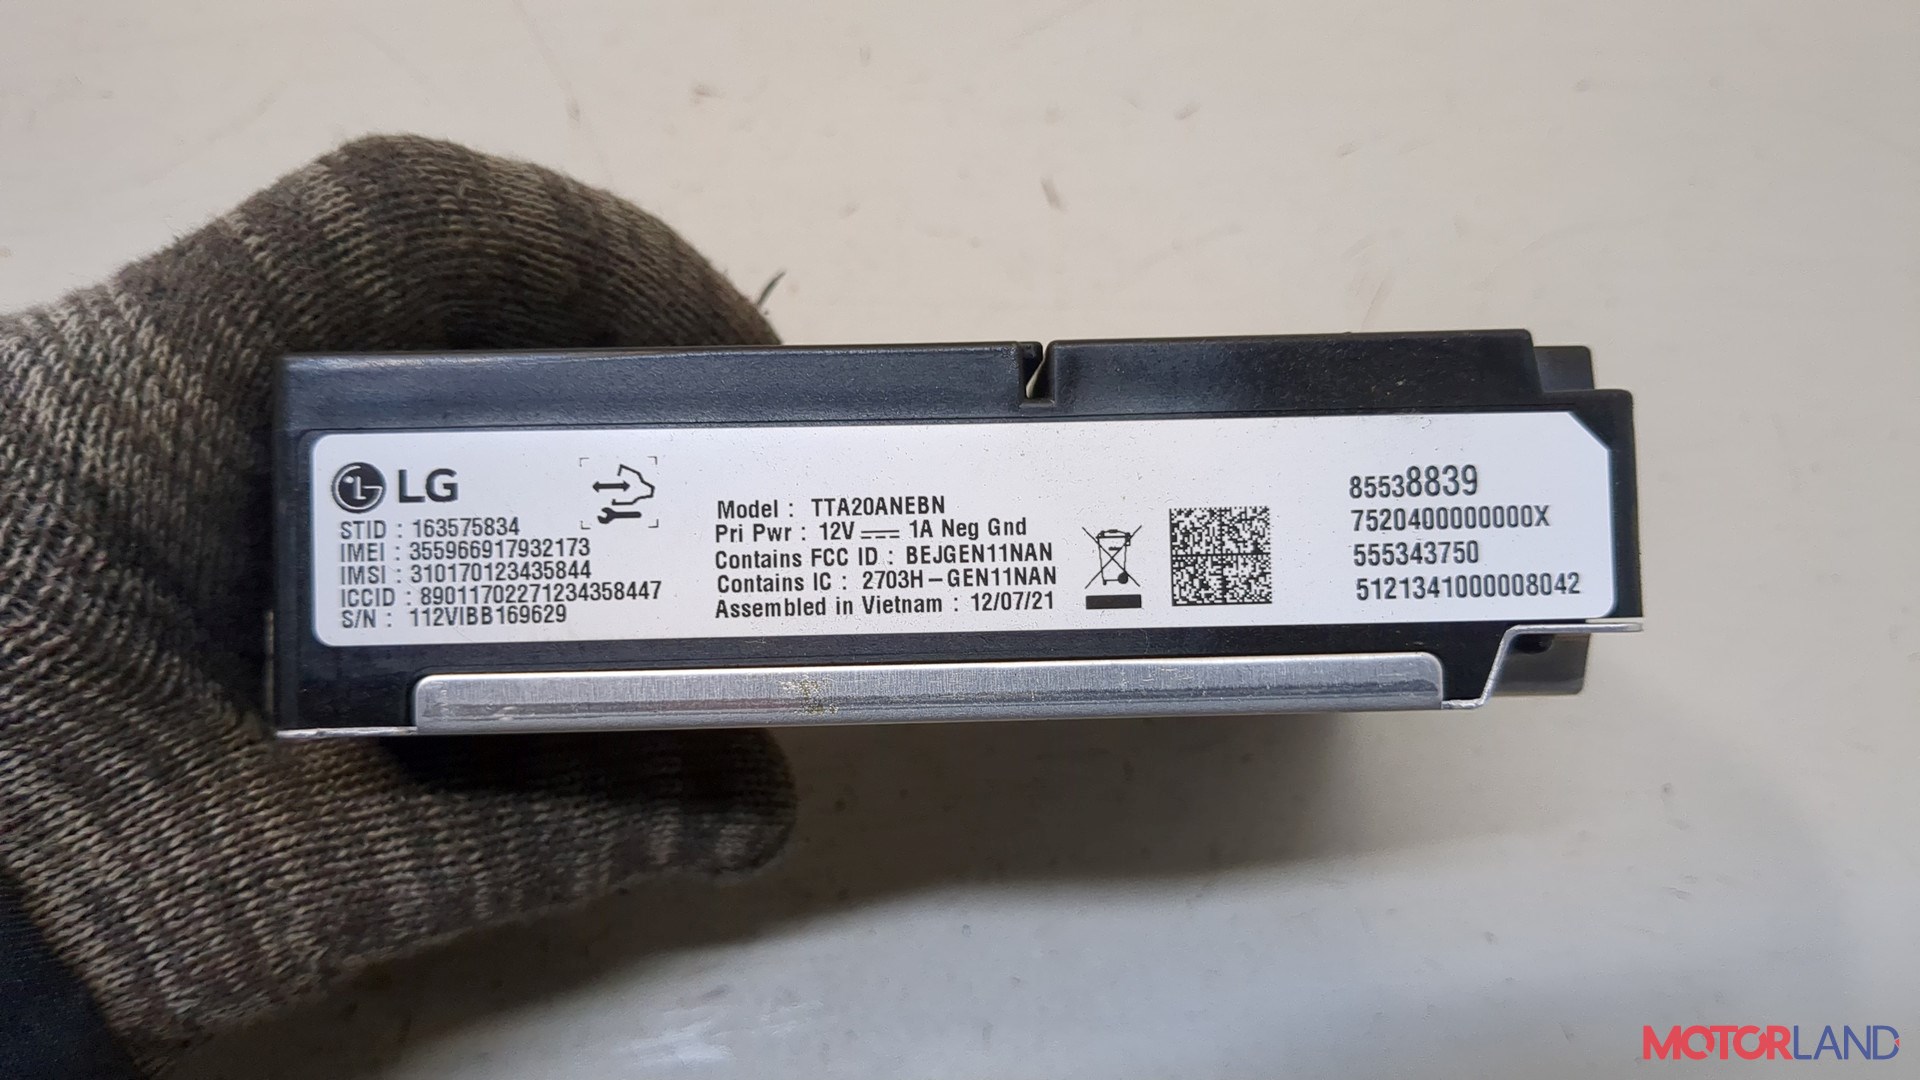 LG
STID : 163575834
IMEI : 355966917932173
IMSI : 310170123435844
ICCID : 89011702271234358447
S/N : 112VIBB169629
Model : TTA20ANEBN
Pri Pwr : 12V 1A Neg Gnd
Contains FCC ID : BEJGEN11NAN
Contains IC : 2703H-GEN11NAN
Assembled in Vietnam : 12/07/21
85538839
7520400000000X
555343750
5121341000008042
MOTORLAND